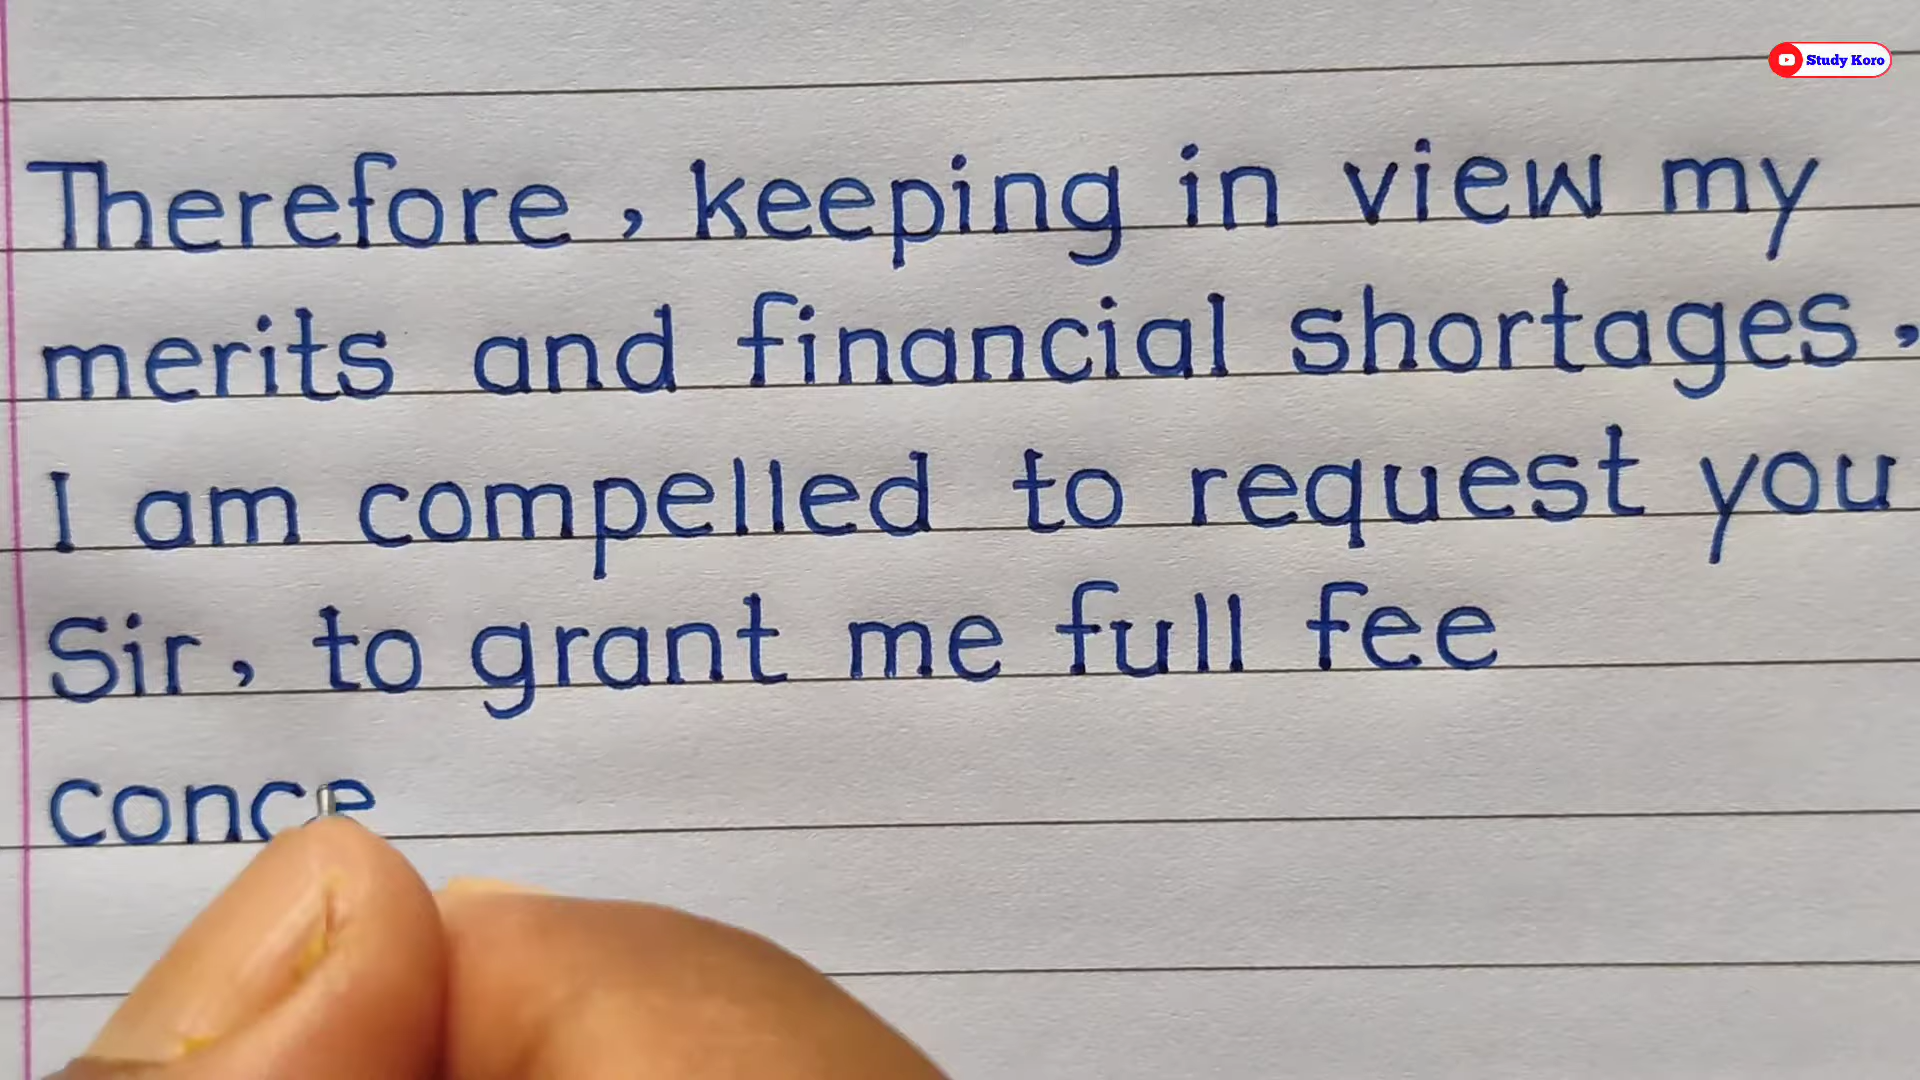 Study Koro
Therefore, keeping in view my
merits and financial shortages,
I am compelled to request you
Sir, to grant me full fee
conce